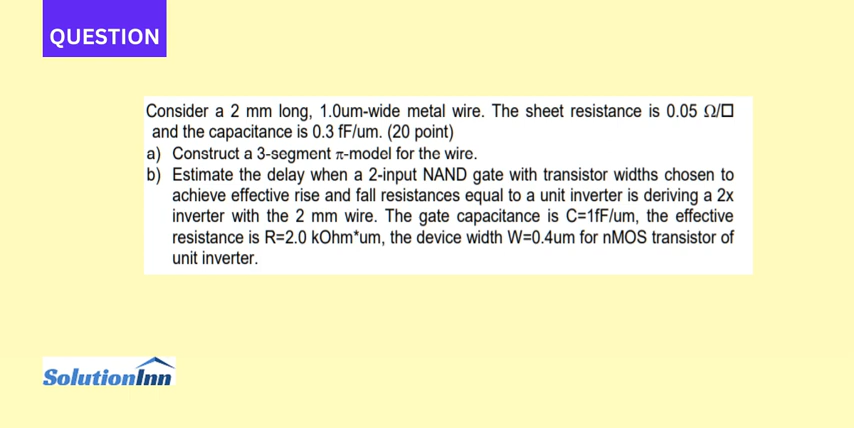 QUESTION
Consider a 2 mm long, 1.0um-wide metal wire. The sheet resistance is 0.05 Ω/□
and the capacitance is 0.3 fF/um. (20 point)
a) Construct a 3-segment π-model for the wire.
b) Estimate the delay when a 2-input NAND gate with transistor widths chosen to
achieve effective rise and fall resistances equal to a unit inverter is deriving a 2x
inverter with the 2 mm wire. The gate capacitance is C=1fF/um, the effective
resistance is R=2.0 kOhm*um, the device width W=0.4um for nMOS transistor of
unit inverter.
SolutionInn